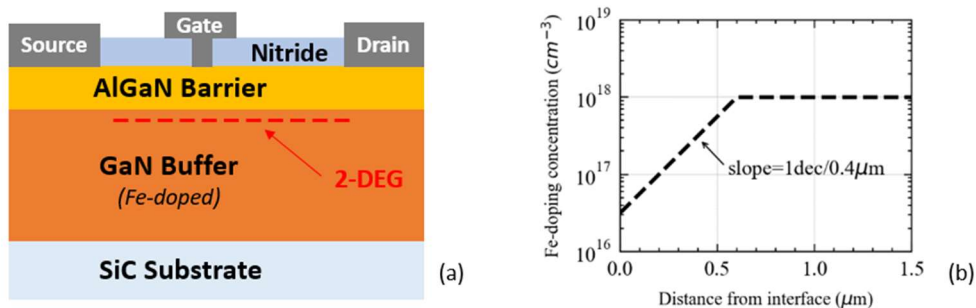 Source
Gate
Drain
Nitride
AlGaN Barrier
GaN Buffer
(Fe-doped)
2-DEG
SiC Substrate
(a)
Fe-doping concentration (cm⁻³)
10¹⁹
10¹⁸
10¹⁷
10¹⁶
slope=1dec/0.4μm
0.0 0.5 1.0 1.5
Distance from interface (μm)
(b)